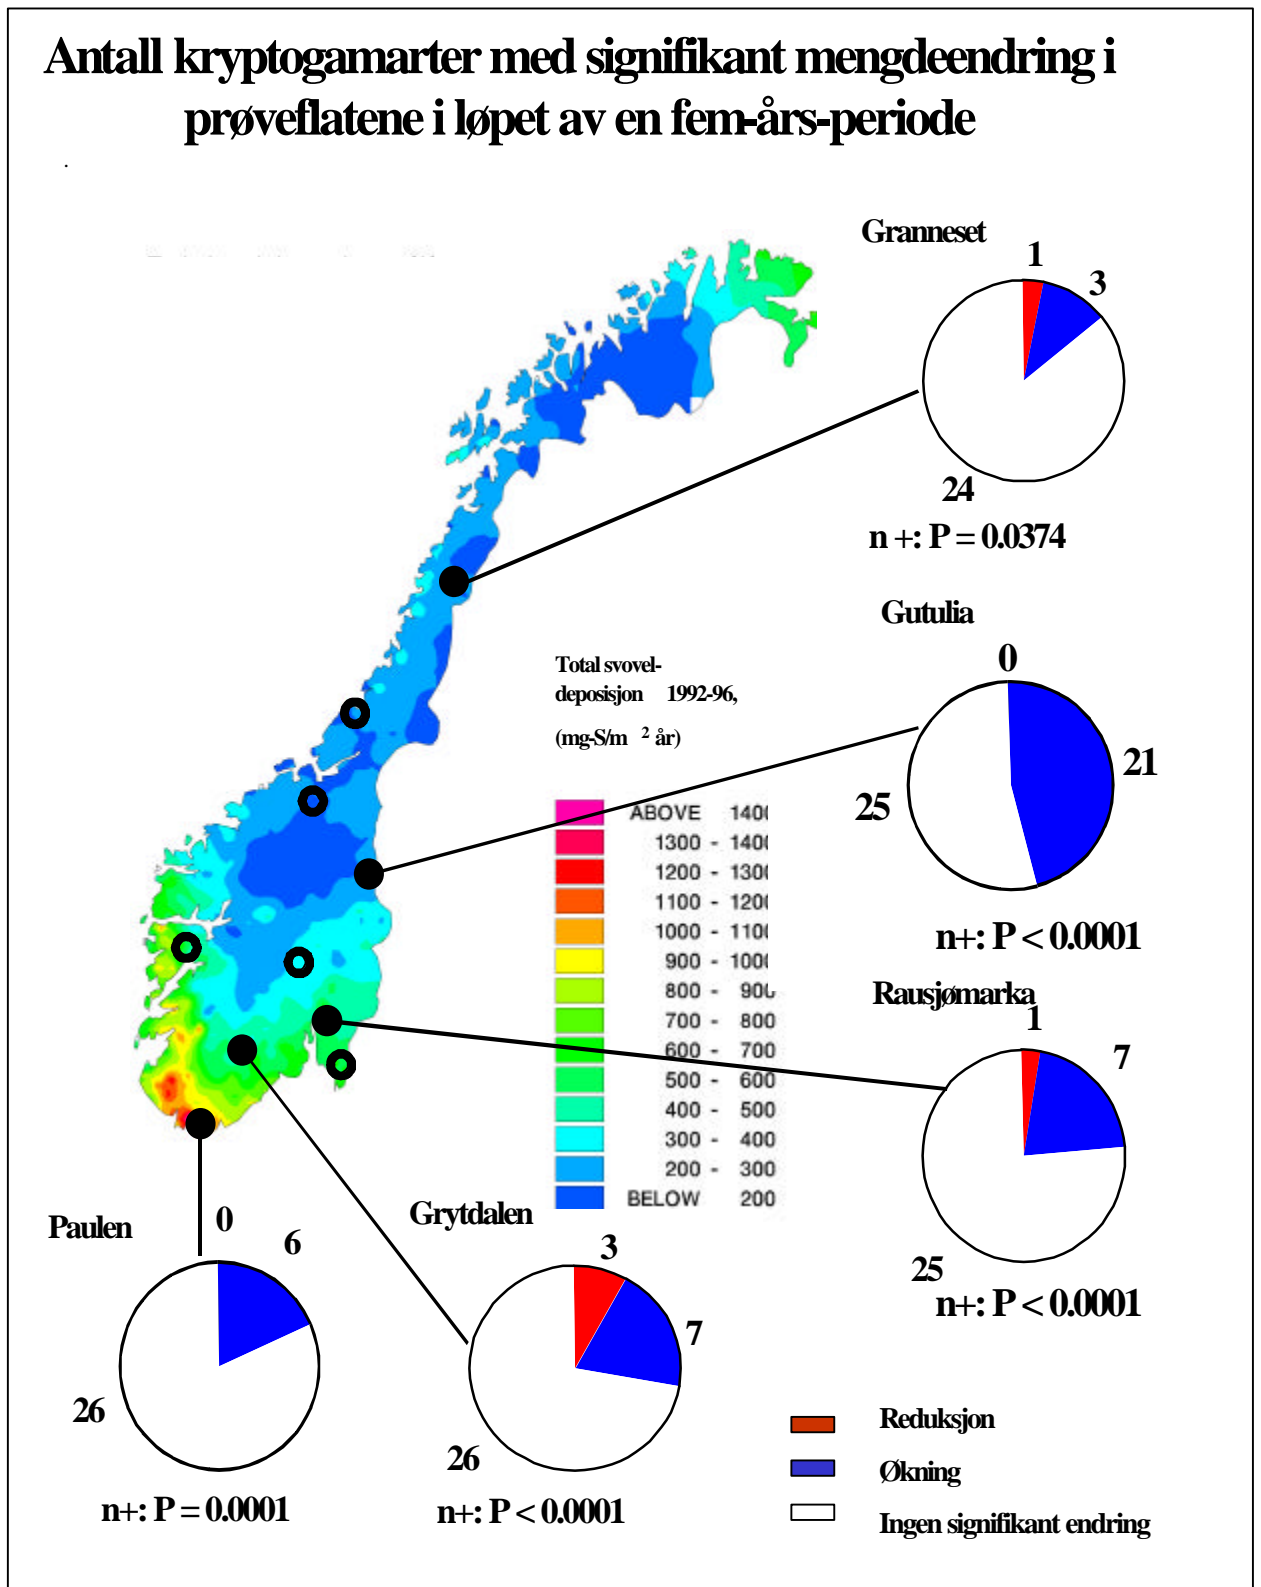 Antall kryptogamarter med signifikant mengdeendring i
prøveflatene i løpet av en fem-års-periode
.
Granneset
1
3
24
n +: P = 0.0374
Gutulia
0
21
25
n+: P < 0.0001
Total svovel-
deposisjon 1992-96,
(mg-S/m 2 år)
ABOVE 1400
1300 - 1400
1200 - 1300
1100 - 1200
1000 - 1100
900 - 1000
800 - 900
700 - 800
600 - 700
500 - 600
400 - 500
300 - 400
200 - 300
BELOW 200
Rausjømarka
1
7
25
n+: P < 0.0001
Paulen
0
6
26
n+: P = 0.0001
Grytdalen
3
7
26
n+: P < 0.0001
Reduksjon
Økning
Ingen signifikant endring